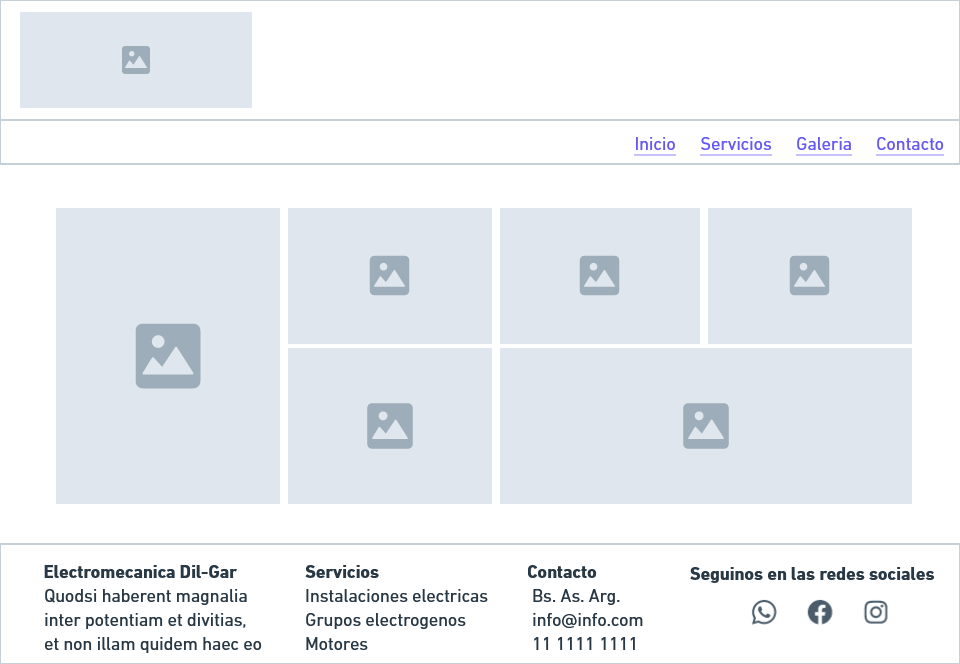 Inicio Servicios Galeria Contacto
Electromecanica Dil-Gar
Quodsi haberent magnalia
inter potentiam et divitias,
et non illam quidem haec eo
Servicios
Instalaciones electricas
Grupos electrogenos
Motores
Contacto
Bs. As. Arg.
info@info.com
11 1111 1111
Seguinos en las redes sociales